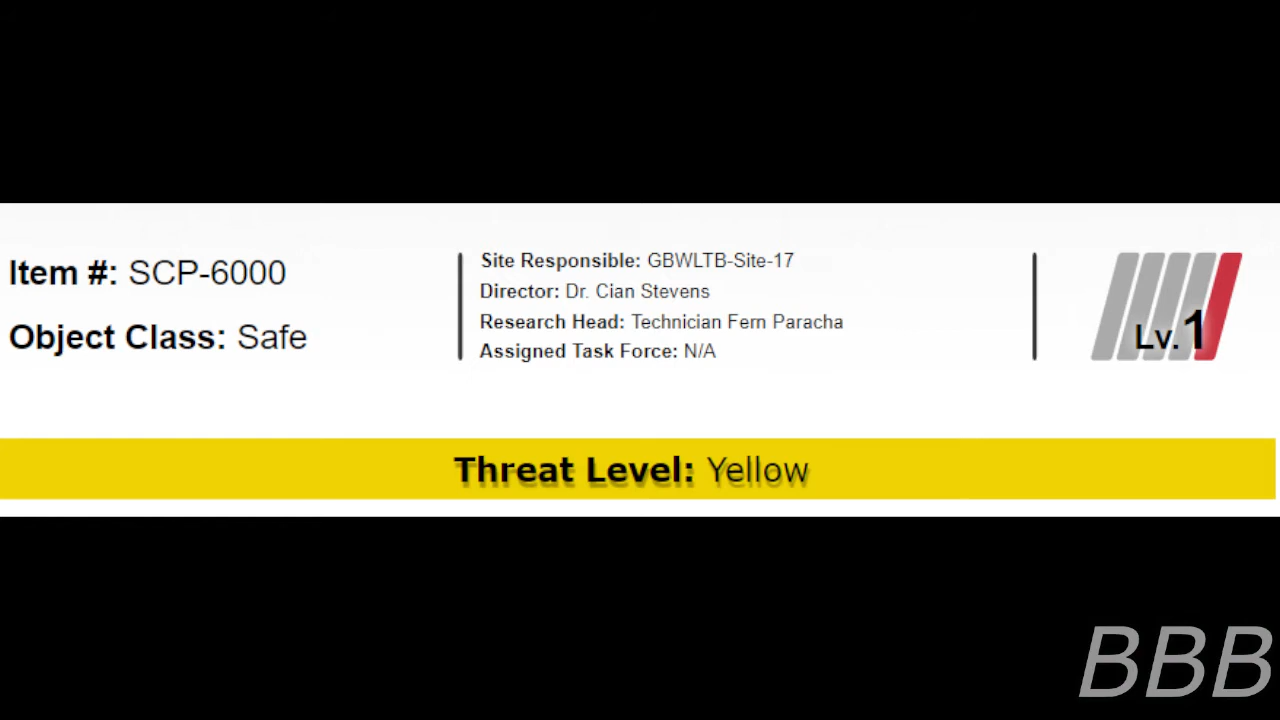 Item #: SCP-6000
Object Class: Safe
Site Responsible: GBWLTB-Site-17
Director: Dr. Cian Stevens
Research Head: Technician Fern Paracha
Assigned Task Force: N/A
Lv.1
Threat Level: Yellow
BBB